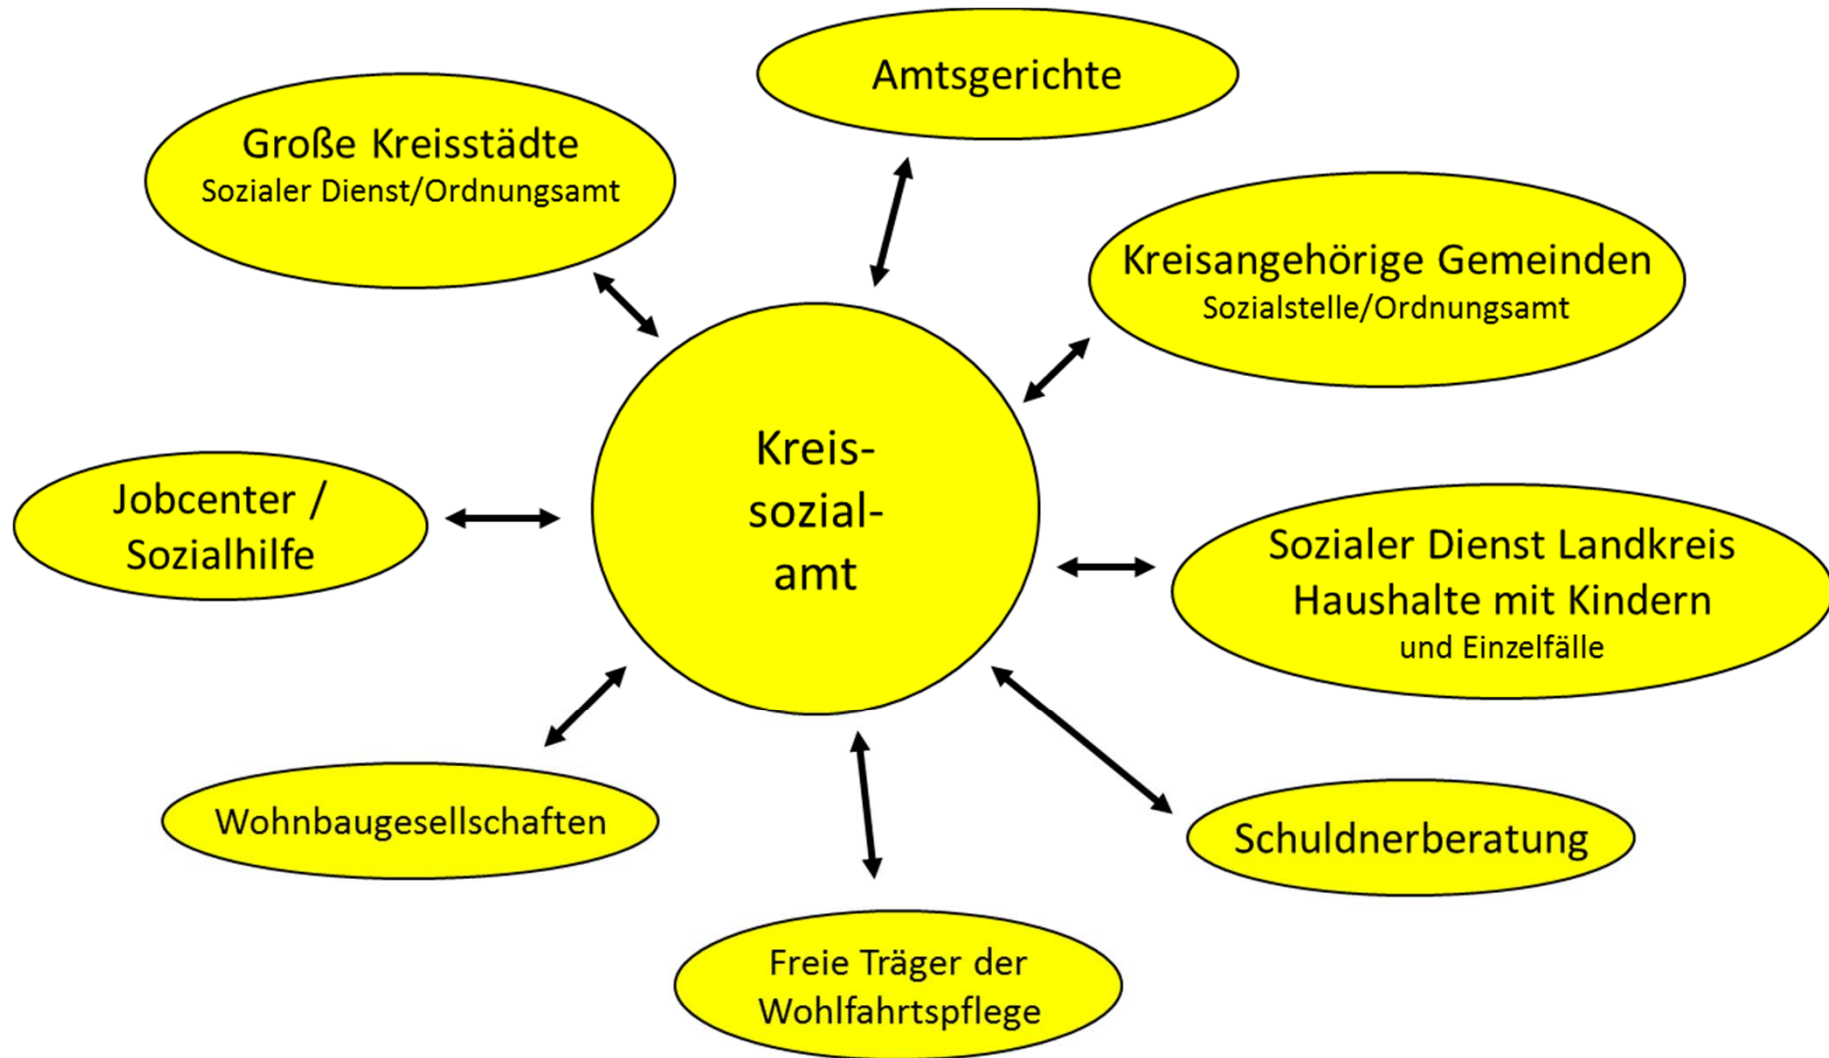 Amtsgerichte
Große Kreisstädte
Sozialer Dienst/Ordnungsamt
Kreisangehörige Gemeinden
Sozialstelle/Ordnungsamt
Kreis-
sozial-
amt
Jobcenter /
Sozialhilfe
Sozialer Dienst Landkreis
Haushalte mit Kindern
und Einzelfälle
Wohnbaugesellschaften
Schuldnerberatung
Freie Träger der
Wohlfahrtspflege